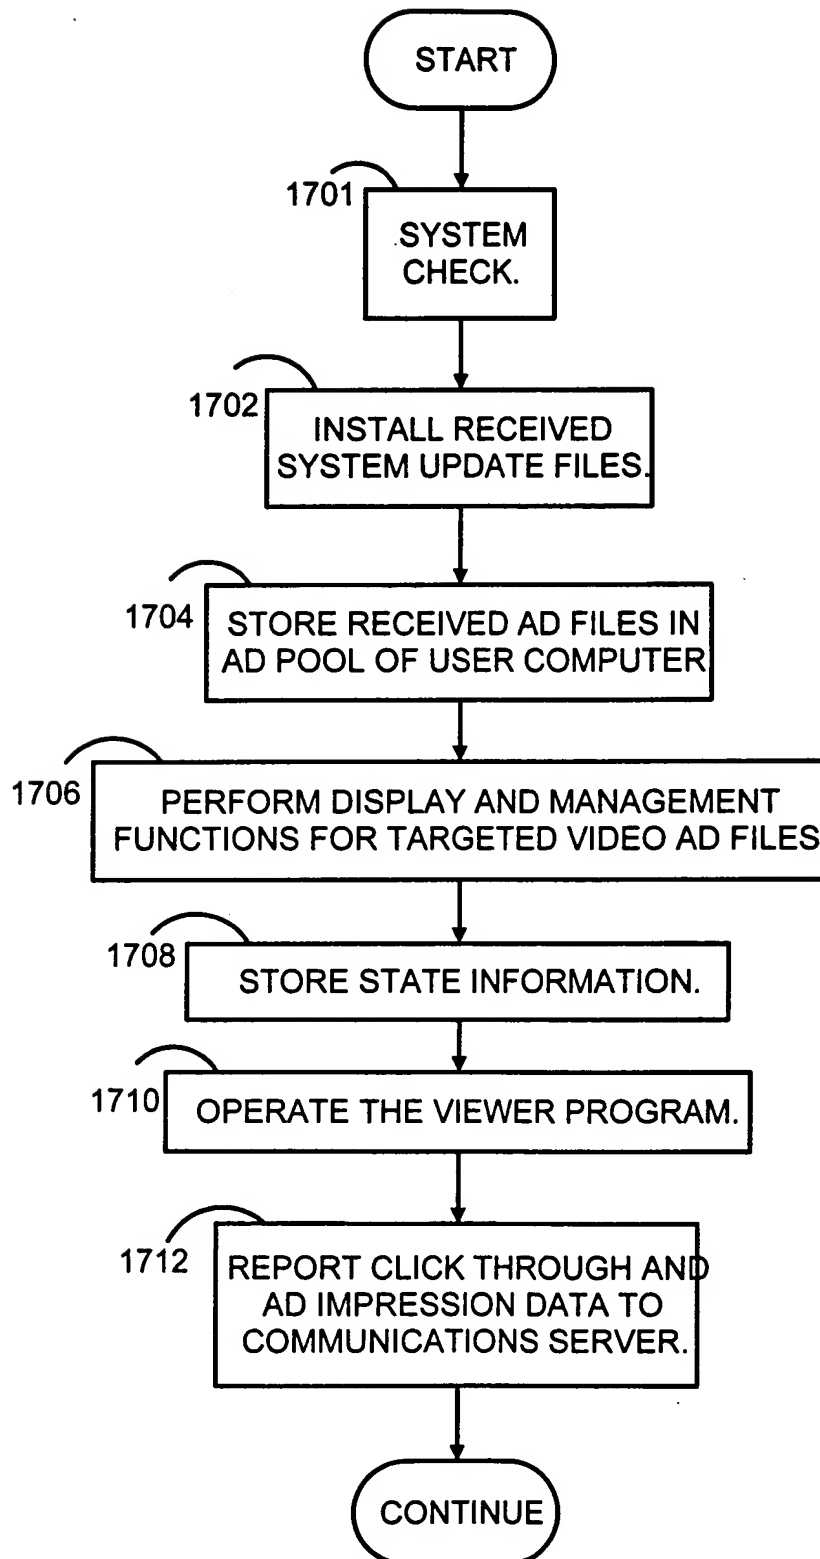 START
1701
SYSTEM
CHECK.
1702
INSTALL RECEIVED
SYSTEM UPDATE FILES.
1704
STORE RECEIVED AD FILES IN
AD POOL OF USER COMPUTER
1706
PERFORM DISPLAY AND MANAGEMENT
FUNCTIONS FOR TARGETED VIDEO AD FILES
1708
STORE STATE INFORMATION.
1710
OPERATE THE VIEWER PROGRAM.
1712
REPORT CLICK THROUGH AND
AD IMPRESSION DATA TO
COMMUNICATIONS SERVER.
CONTINUE